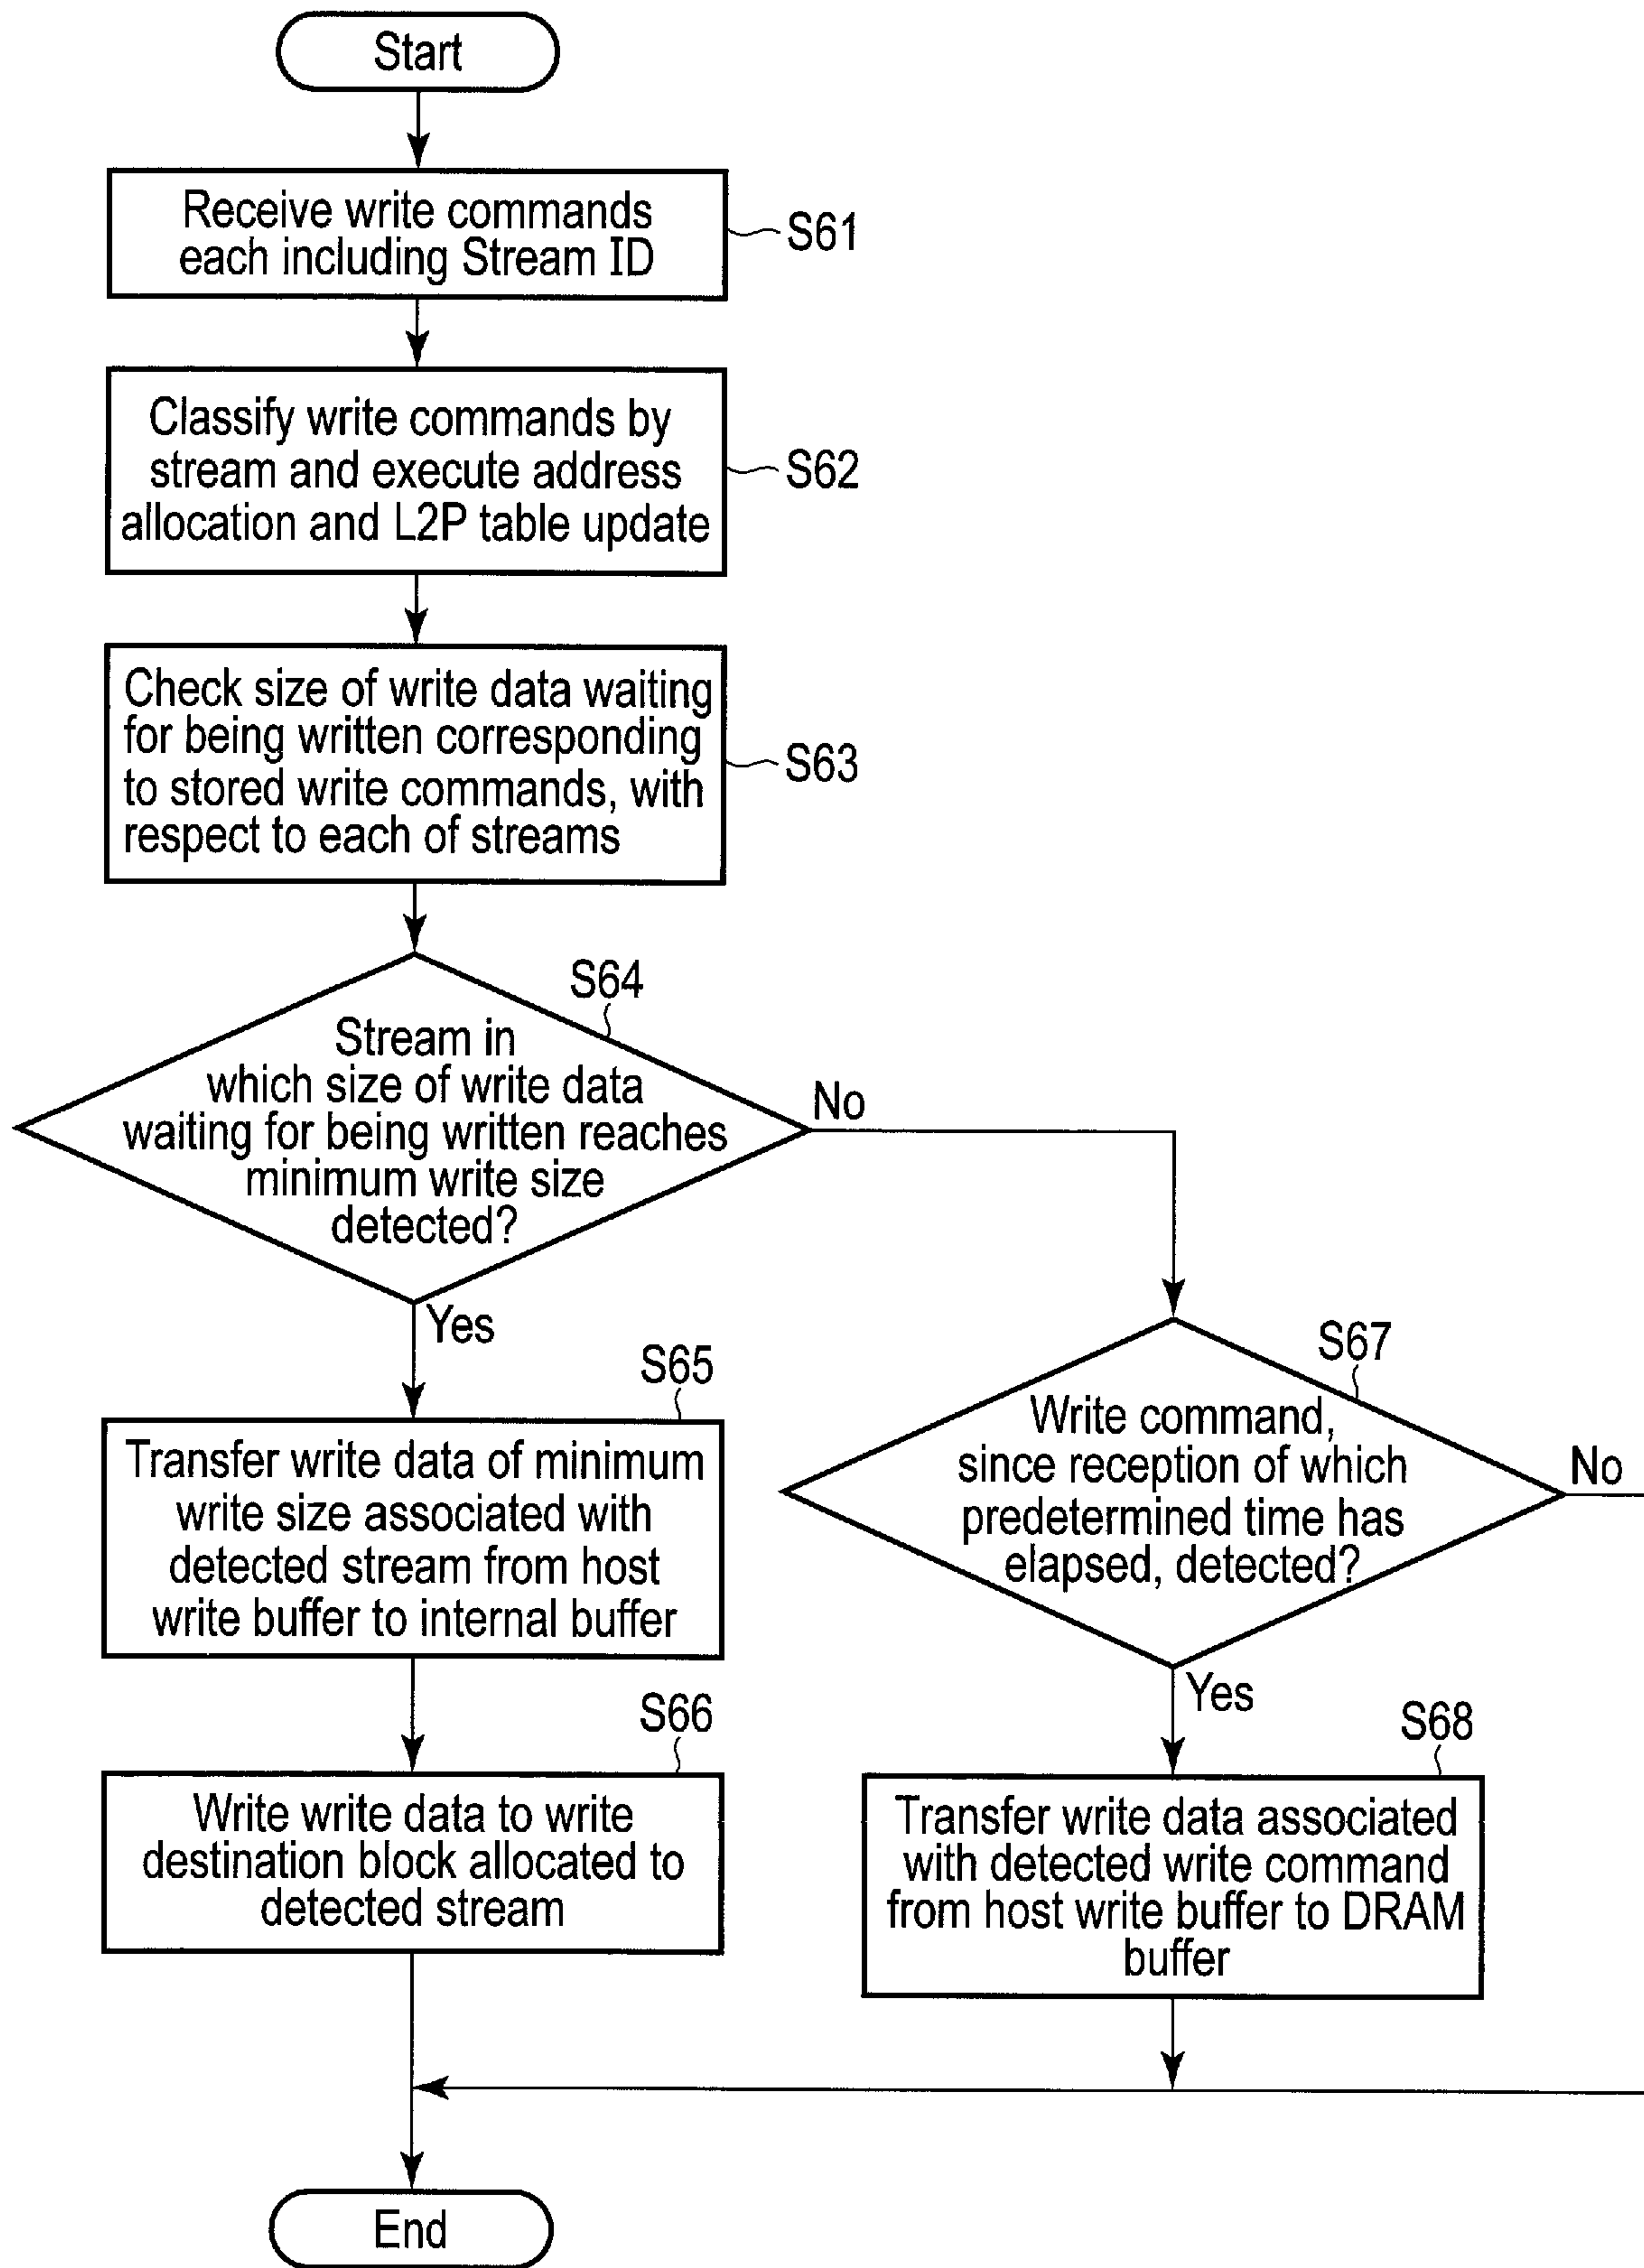 Start
Receive write commands
each including Stream ID
S61
Classify write commands by
stream and execute address
allocation and L2P table update
S62
Check size of write data waiting
for being written corresponding
to stored write commands, with
respect to each of streams
S63
S64
Stream in
which size of write data
waiting for being written reaches
minimum write size
detected?
No
Yes
S65
Transfer write data of minimum
write size associated with
detected stream from host
write buffer to internal buffer
S66
Write write data to write
destination block allocated to
detected stream
S67
Write command,
since reception of which
predetermined time has
elapsed, detected?
No
Yes
S68
Transfer write data associated
with detected write command
from host write buffer to DRAM
buffer
End